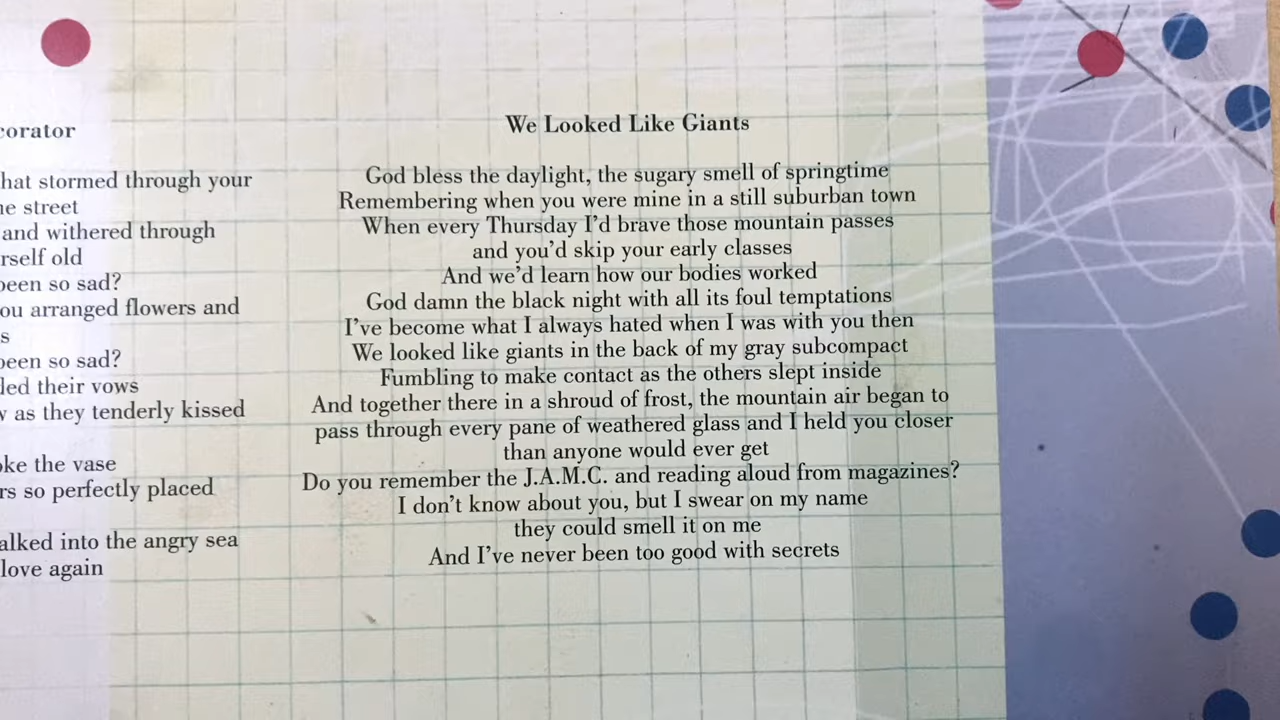 corator
hat stormed through your
he street
and withered through
rself old
been so sad?
ou arranged flowers and
s
been so sad?
led their vows
as they tenderly kissed
oke the vase
rs so perfectly placed
alked into the angry sea
love again
We Looked Like Giants
God bless the daylight, the sugary smell of springtime
Remembering when you were mine in a still suburban town
When every Thursday I'd brave those mountain passes
and you'd skip your early classes
And we'd learn how our bodies worked
God damn the black night with all its foul temptations
I've become what I always hated when I was with you then
We looked like giants in the back of my gray subcompact
Fumbling to make contact as the others slept inside
And together there in a shroud of frost, the mountain air began to
pass through every pane of weathered glass and I held you closer
than anyone would ever get
Do you remember the J.A.M.C. and reading aloud from magazines?
I don't know about you, but I swear on my name
they could smell it on me
And I've never been too good with secrets